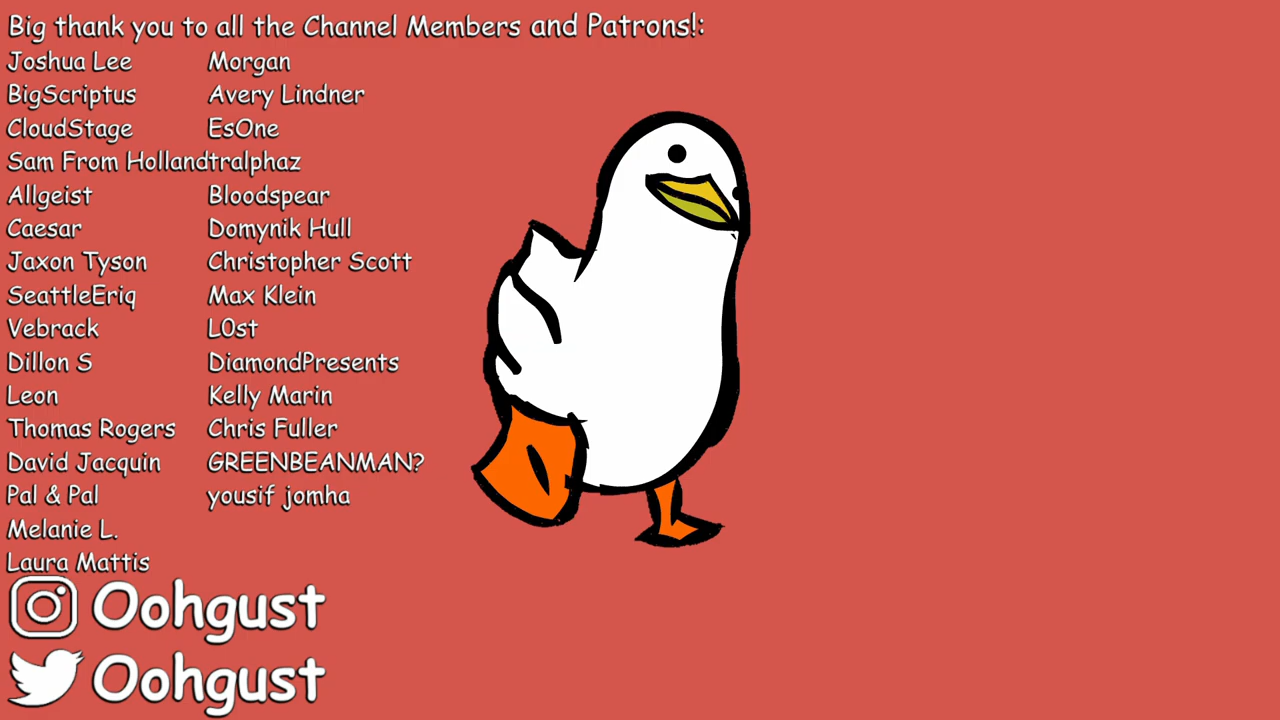 Big thank you to all the Channel Members and Patrons!:
Joshua Lee Morgan
BigScriptus Avery Lindner
CloudStage EsOne
Sam From Hollandtralphaz
Allgeist Bloodspear
Caesar Domynik Hull
Jaxon Tyson Christopher Scott
SeattleEriq Max Klein
Vebrack L0st
Dillon S DiamondPresents
Leon Kelly Marin
Thomas Rogers Chris Fuller
David Jacquin GREENBEANMAN?
Pal & Pal yousif jomha
Melanie L.
Laura Mattis
Oohgust
Oohgust